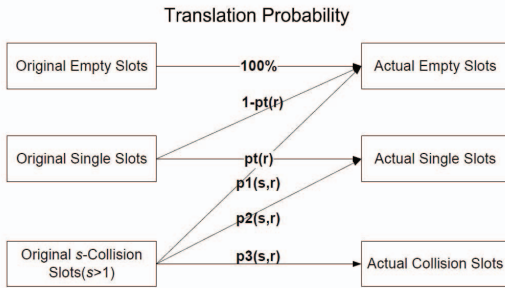 Translation Probability
Original Empty Slots
100%
Actual Empty Slots
1-pt(r)
Original Single Slots
pt(r)
Actual Single Slots
p1(s,r)
p2(s,r)
Original s-Collision
Slots(s>1)
p3(s,r)
Actual Collision Slots